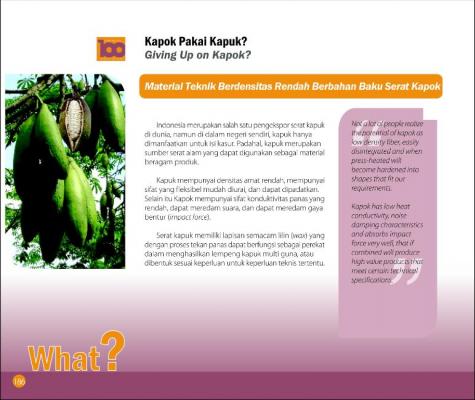 100
Kapok Pakai Kapuk?
Giving Up on Kapok?
Material Teknik Berdensitas Rendah Berbahan Baku Serat Kapok
Indonesia merupakan salah satu pengekspor serat kapuk
di dunia, namun di dalam negeri sendiri, kapuk hanya
dimanfaatkan untuk isi kasur. Padahal, kapuk merupakan
sumber serat alam yang dapat digunakan sebagai material
beragam produk.
Kapuk mempunyai densitas amat rendah, mempunyai
sifat yang fleksibel mudah diurai, dan dapat dipadatkan.
Selain itu Kapok mempunyai sifat konduktivitas panas yang
rendah, dapat meredam suara, dan dapat meredam gaya
bentur (impact force).
Serat kapuk memiliki lapisan semacam lilin (wax) yang
dengan proses tekan panas dapat berfungsi sebagai perekat
dalam menghasilkan lempeng kapuk multi guna, atau
dibentuk sesuai keperluan untuk keperluan teknis tertentu.
Not a lot of people realize
the potential of kapok as
low density fiber, easily
disintegrated and when
press-heated will
become hardened into
shapes that fit our
requirements.
Kapok has low heat
conductivity, noise
damping characteristics
and absorbs impact
force very well, that if
combined will produce
high value products that
meet certain technical
specifications.
What?
186